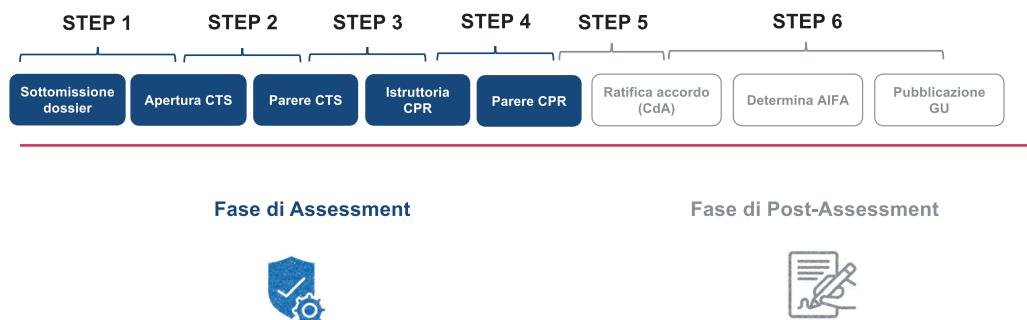 STEP 1
STEP 2
STEP 3
STEP 4
STEP 5
STEP 6
Sottomissione
dossier
Apertura CTS
Parere CTS
Istruttoria
CPR
Parere CPR
Ratifica accordo
(CdA)
Determina AIFA
Pubblicazione
GU
Fase di Assessment
Fase di Post-Assessment